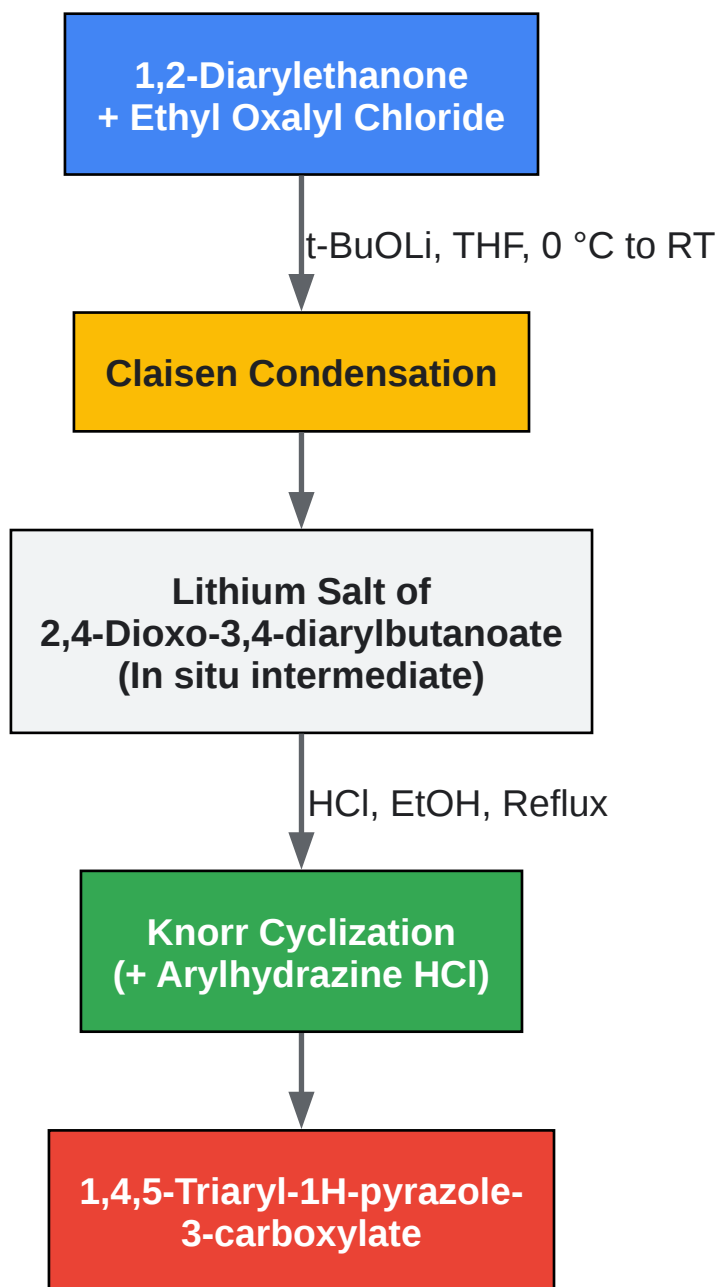 1,2-Diarylethanone
+ Ethyl Oxalyl Chloride
t-BuOLi, THF, 0 °C to RT
Claisen Condensation
Lithium Salt of
2,4-Dioxo-3,4-diarylbutanoate
(In situ intermediate)
HCl, EtOH, Reflux
Knorr Cyclization
(+ Arylhydrazine HCl)
1,4,5-Triaryl-1H-pyrazole-
3-carboxylate